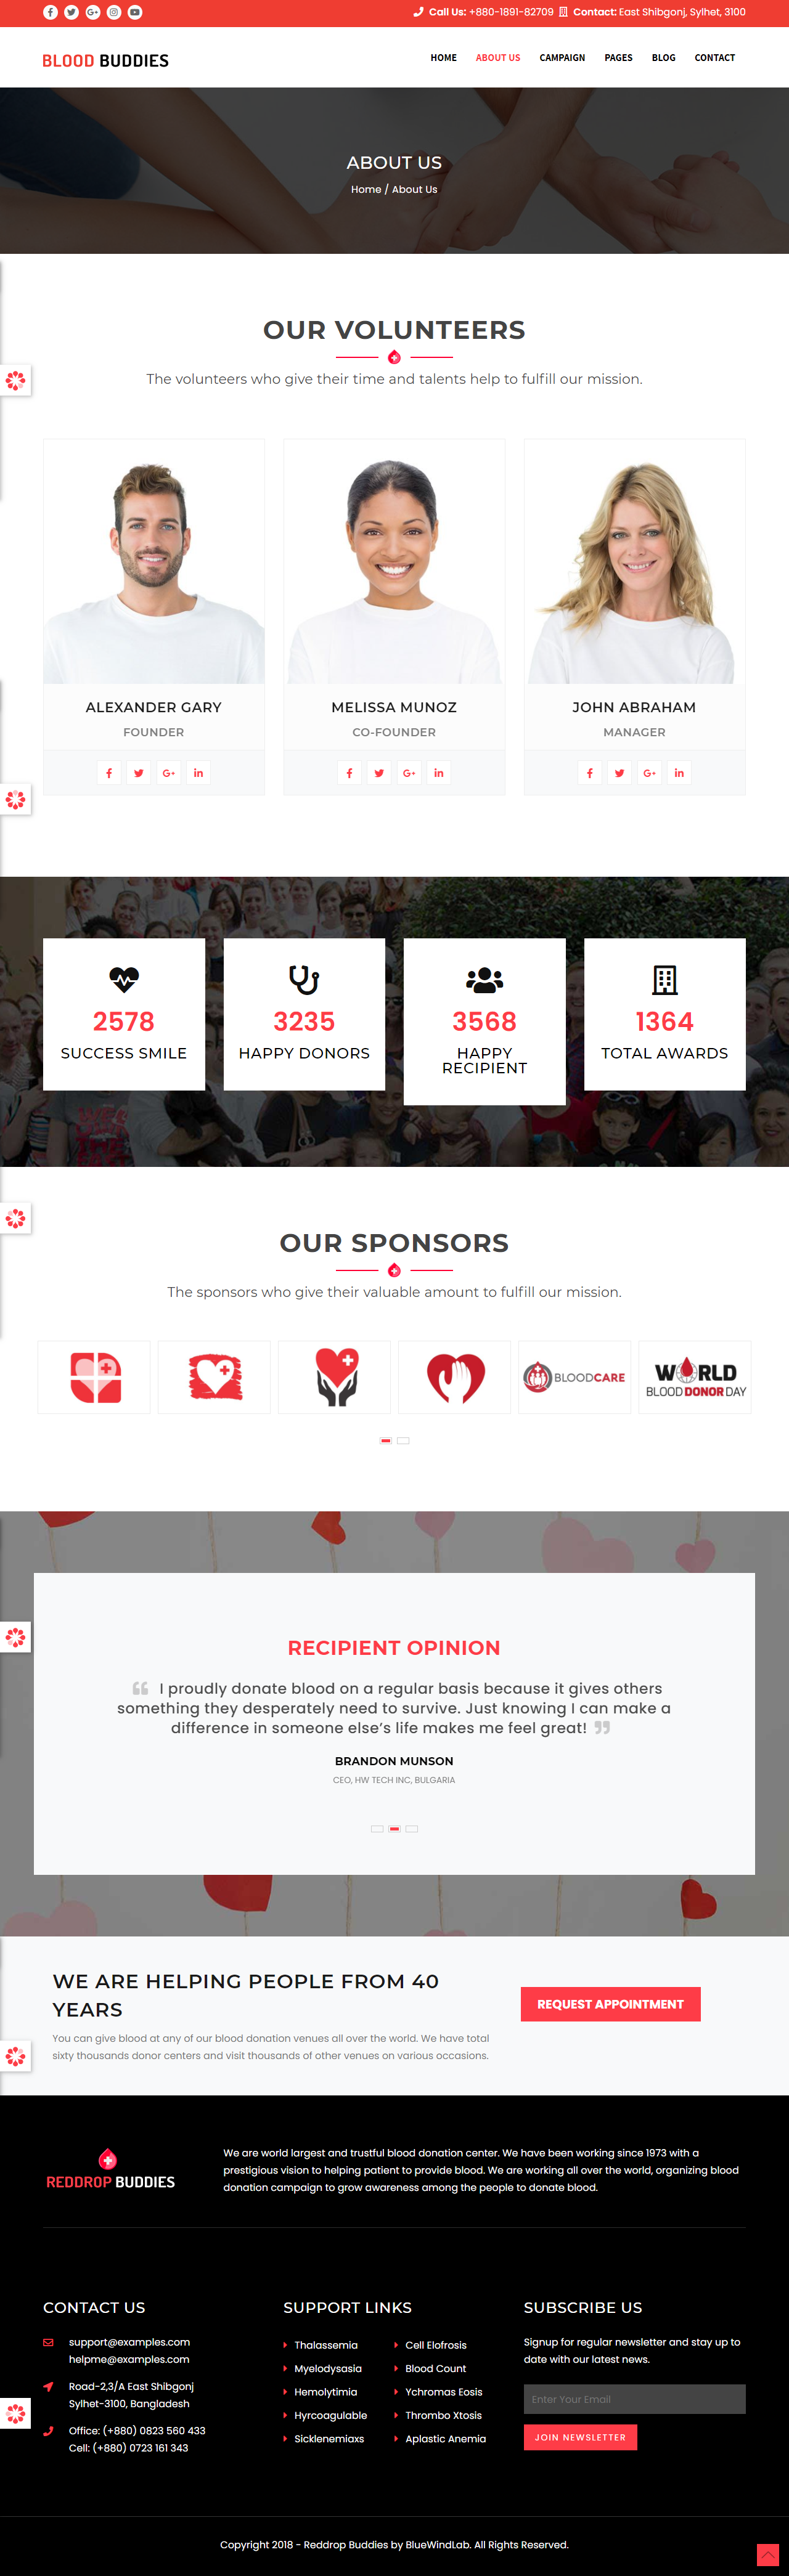 Call Us: +880-1891-82709 Contact: East Shibgonj, Sylhet, 3100
BLOOD BUDDIES
HOME ABOUT US CAMPAIGN PAGES BLOG CONTACT
ABOUT US
Home / About Us
OUR VOLUNTEERS
The volunteers who give their time and talents help to fulfill our mission.
ALEXANDER GARY
FOUNDER
MELISSA MUNOZ
CO-FOUNDER
JOHN ABRAHAM
MANAGER
2578
SUCCESS SMILE
3235
HAPPY DONORS
3568
HAPPY
RECIPIENT
1364
TOTAL AWARDS
OUR SPONSORS
The sponsors who give their valuable amount to fulfill our mission.
BLOODCARE
WORLD
BLOOD DONOR DAY
RECIPIENT OPINION
I proudly donate blood on a regular basis because it gives others
something they desperately need to survive. Just knowing I can make a
difference in someone else’s life makes me feel great!
BRANDON MUNSON
CEO, HW TECH INC, BULGARIA
WE ARE HELPING PEOPLE FROM 40
YEARS
You can give blood at any of our blood donation venues all over the world. We have total
sixty thousands donor centers and visit thousands of other venues on various occasions.
REQUEST APPOINTMENT
REDDROP BUDDIES
We are world largest and trustful blood donation center. We have been working since 1973 with a
prestigious vision to helping patient to provide blood. We are working all over the world, organizing blood
donation campaign to grow awareness among the people to donate blood.
CONTACT US
support@examples.com
helpme@examples.com
Road-2,3/A East Shibgonj
Sylhet-3100, Bangladesh
Office: (+880) 0823 560 433
Cell: (+880) 0723 161 343
SUPPORT LINKS
Thalassemia
Myelodysasia
Hemolytimia
Hyrcoagulable
Sicklenemiaxs
Cell Elofrosis
Blood Count
Ychromas Eosis
Thrombo Xtosis
Aplastic Anemia
SUBSCRIBE US
Signup for regular newsletter and stay up to
date with our latest news.
Enter Your Email
JOIN NEWSLETTER
Copyright 2018 - Reddrop Buddies by BlueWindLab. All Rights Reserved.